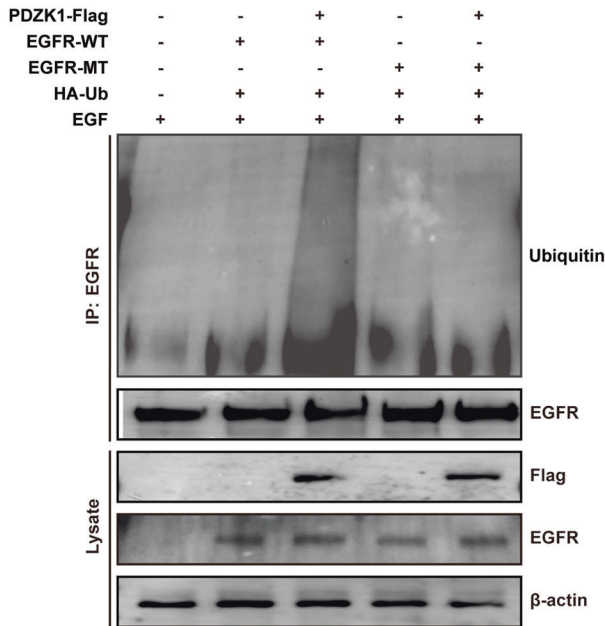 PDZK1-Flag - - + - +
EGFR-WT - + + - -
EGFR-MT - - - + +
HA-Ub - + + + +
EGF + + + + +
IP: EGFR
Ubiquitin
EGFR
Lysate
Flag
EGFR
β-actin